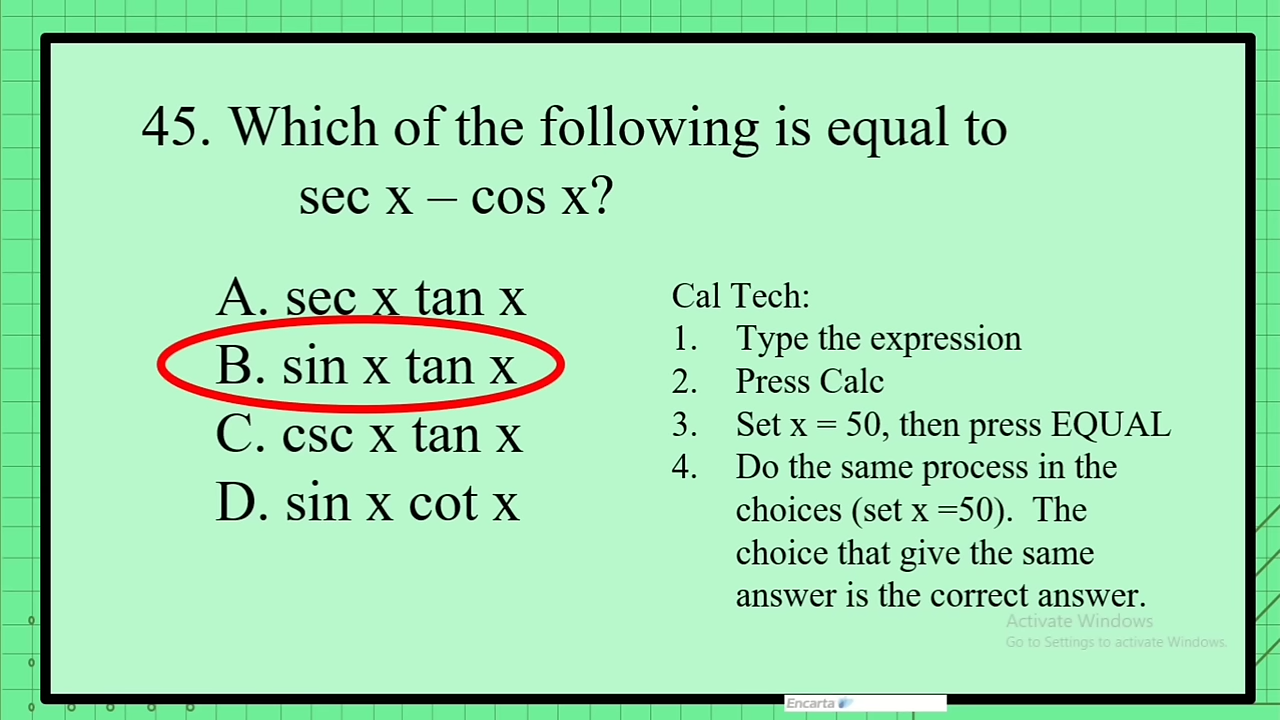 45. Which of the following is equal to
sec x – cos x?
A. sec x tan x
B. sin x tan x
C. csc x tan x
D. sin x cot x
Cal Tech:
1. Type the expression
2. Press Calc
3. Set x = 50, then press EQUAL
4. Do the same process in the
choices (set x =50). The
choice that give the same
answer is the correct answer.
Activate Windows
Go to Settings to activate Windows.
Encarta